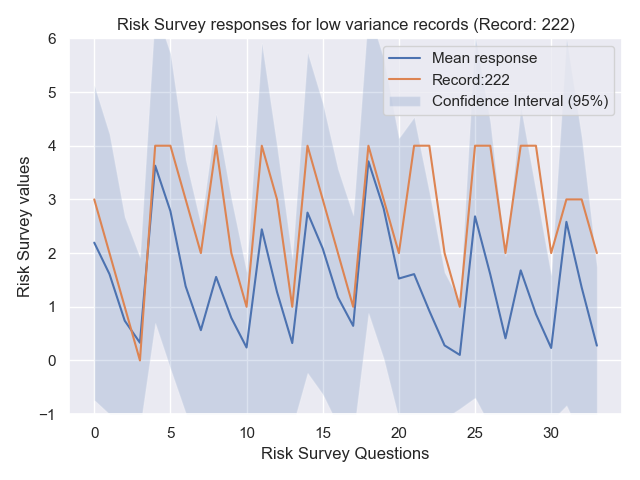 Risk Survey responses for low variance records (Record: 222)
Mean response
Record:222
Confidence Interval (95%)
Risk Survey values
6
5
4
3
2
1
0
−1
0 5 10 15 20 25 30
Risk Survey Questions